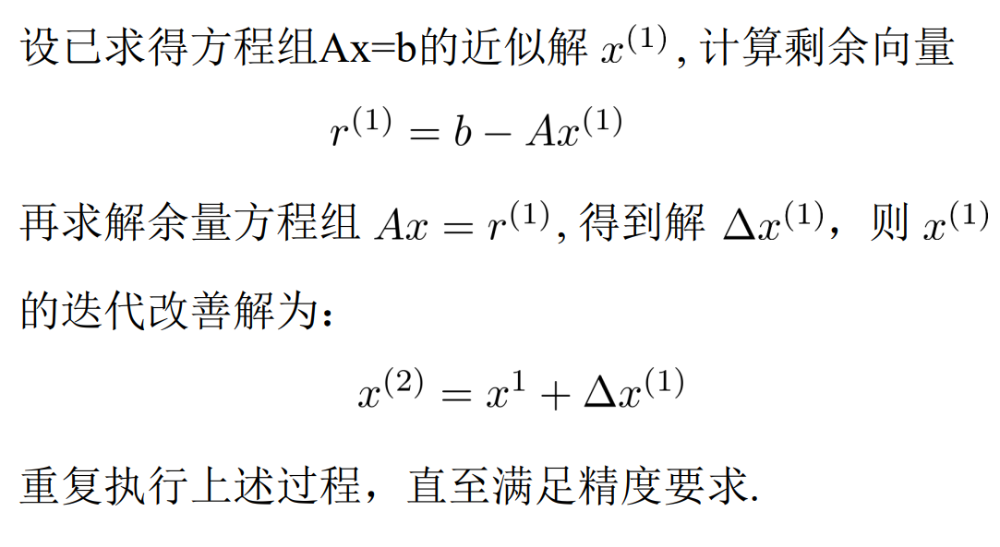 设已求得方程组Ax=b的近似解 $x^{(1)}$, 计算剩余向量
$r^{(1)} = b - Ax^{(1)}$
再求解余量方程组 $Ax = r^{(1)}$, 得到解 $\Delta x^{(1)}$，则 $x^{(1)}$
的迭代改善解为：
$x^{(2)} = x^{1} + \Delta x^{(1)}$
重复执行上述过程，直至满足精度要求.